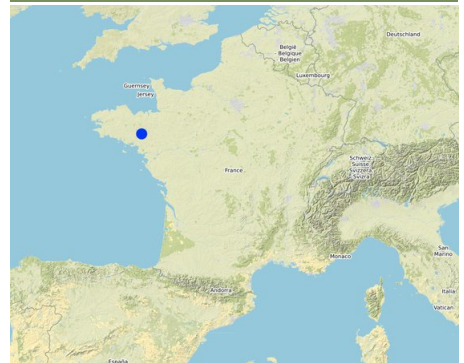 België
Belgique
Belgien
Deutschland
Luxembourg
Guernsey
Jersey
France
Schweiz
Suisse
Svizzera
Svizra
San
Marino
Monaco
Andorra
Italia
Vatican
España